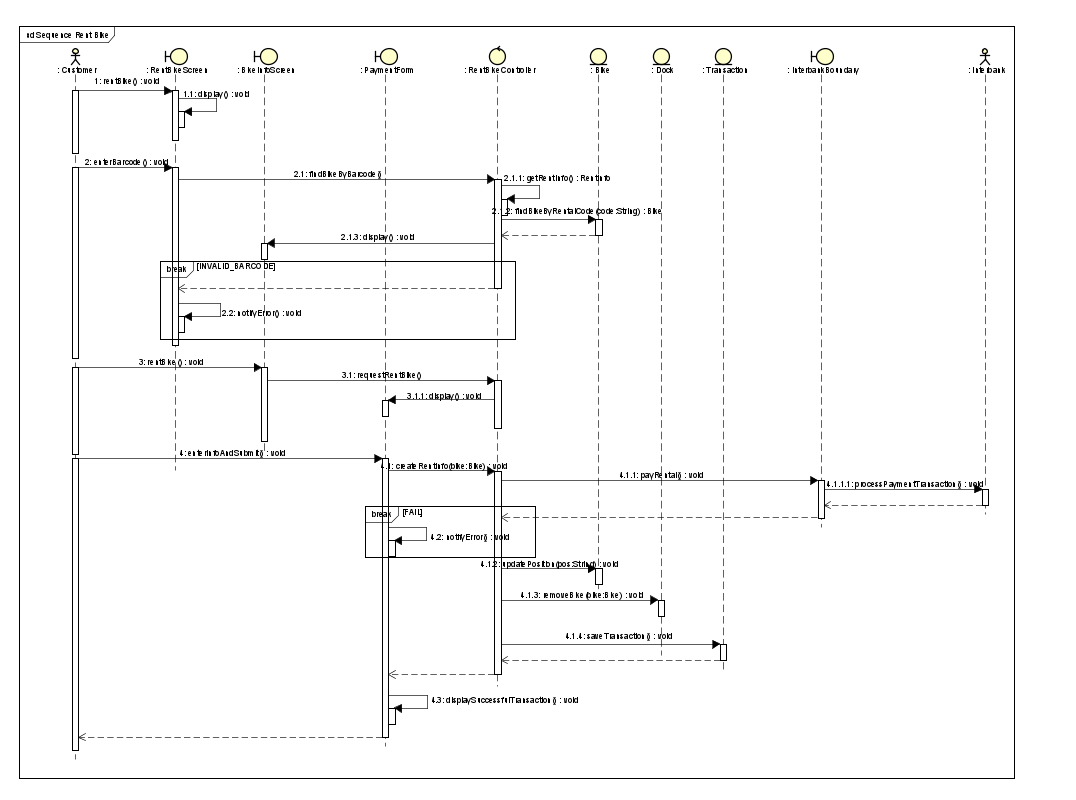 sd Sequence Rent Bike
: Customer
: RentBikeScreen
: BikeInfoScreen
: PaymentForm
: RentBikeController
: Bike
: Dock
: Transaction
: InterbankBoundary
: Interbank
1: rentBike() : void
1.1: display() : void
2: enterBarcode() : void
2.1: findBikeByBarcode()
2.1.1: getRentInfo() : RentInfo
2.1.2: findBikeByRentalCode(code:String) : Bike
2.1.3: display() : void
break
[INVALID_BARCODE]
2.2: notifyError() : void
3: rentBike() : void
3.1: requestRentBike()
3.1.1: display() : void
4: enterInfoAndSubmit() : void
4.1: createRentInfo(bike:Bike) : void
4.1.1: payRental() : void
4.1.1.1: processPaymentTransaction() : void
break
[FAIL]
4.2: notifyError() : void
4.1.2: updatePosition(pos:String) : void
4.1.3: removeBike(bike:Bike) : void
4.1.4: saveTransaction() : void
4.3: displaySuccessfulTransaction() : void